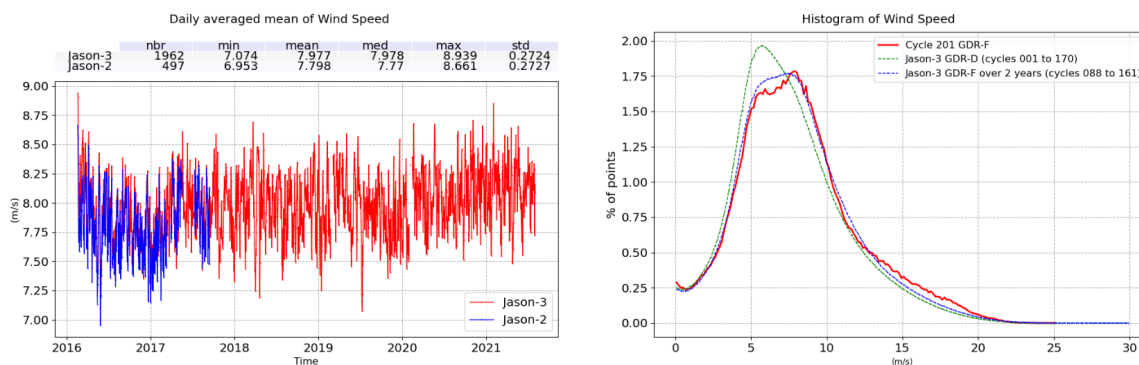 Daily averaged mean of Wind Speed
nbr min mean med max std
Jason-3 1962 7.074 7.977 7.978 8.939 0.2724
Jason-2 497 6.953 7.798 7.77 8.661 0.2727
9.00
8.75
8.50
8.25
8.00
7.75
7.50
7.25
7.00
(m/s)
2016 2017 2018 2019 2020 2021
Time
Jason-3
Jason-2
Histogram of Wind Speed
2.00
1.75
1.50
1.25
1.00
0.75
0.50
0.25
0.00
% of points
0 5 10 15 20 25 30
(m/s)
Cycle 201 GDR-F
Jason-3 GDR-D (cycles 001 to 170)
Jason-3 GDR-F over 2 years (cycles 088 to 161)